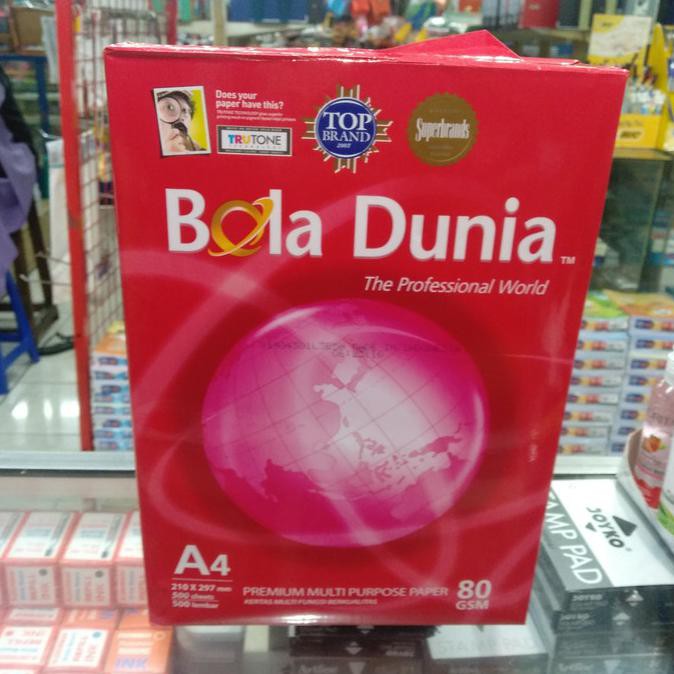 Does your
paper have this?
TRUTONE
TOP
BRAND
2007
Superbrands
Bola Dunia TM
The Professional World
A4
210 X 297 mm
500 sheets
500 lembar
PREMIUM MULTI PURPOSE PAPER
KERTAS MULTI FUNGSI BERKUALITAS
80
GSM
JOYKO
STAMP PAD